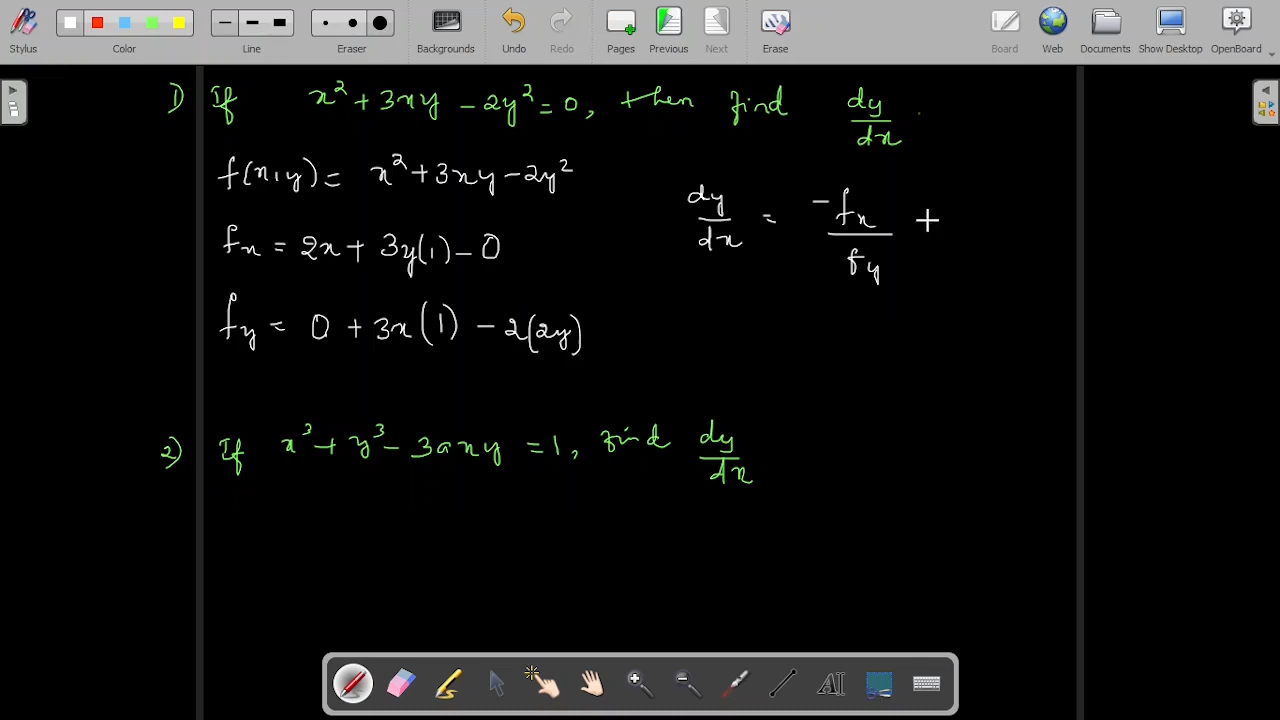 Stylus Color Line Eraser Backgrounds Undo Redo Pages Previous Next Erase Board Web Documents Show Desktop OpenBoard
1) If x² + 3xy - 2y² = 0, then find dy/dx
f(x,y) = x² + 3xy - 2y²
dy/dx = -fx/fy +
fx = 2x + 3y(1) - 0
fy = 0 + 3x(1) - 2(2y)
2) If x³ + y³ - 3axy = 1, find dy/dx
AI